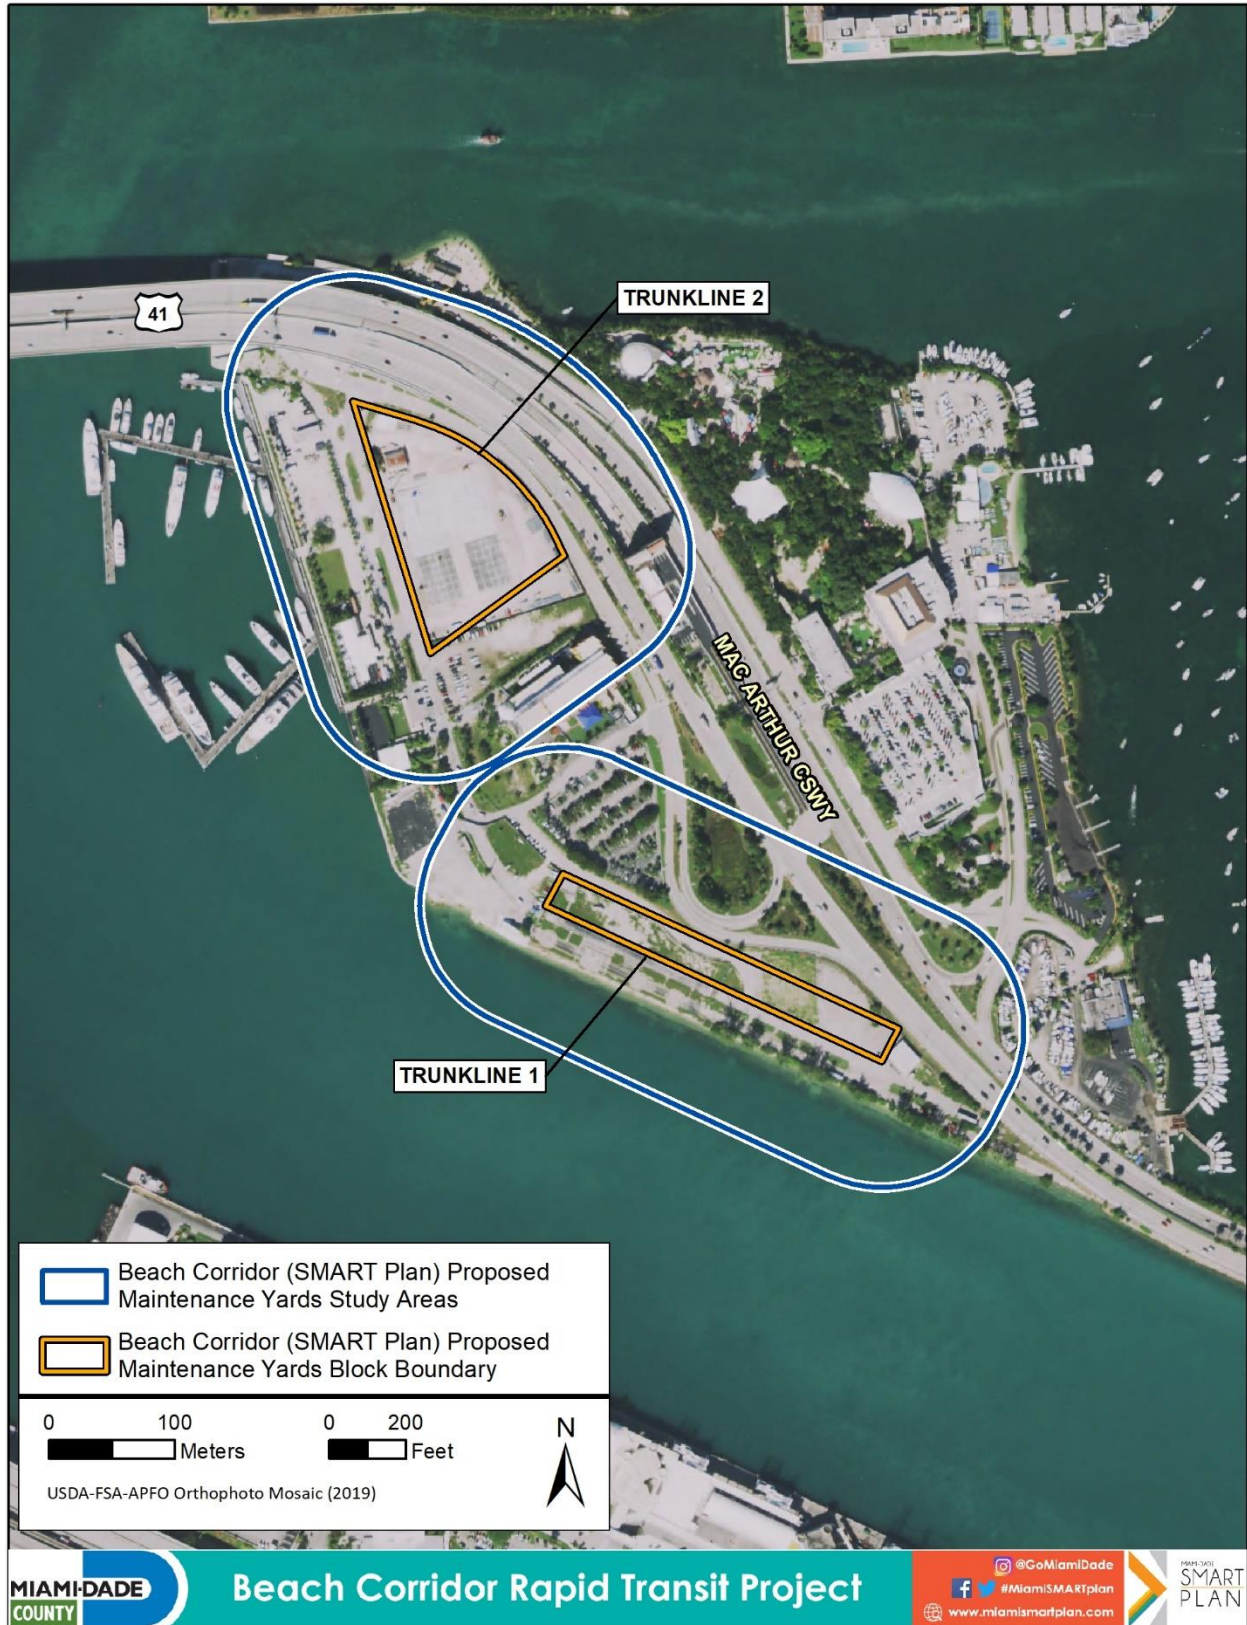 TRUNKLINE 2
41
MAC ARTHUR CSWY
TRUNKLINE 1
Beach Corridor (SMART Plan) Proposed
Maintenance Yards Study Areas
Beach Corridor (SMART Plan) Proposed
Maintenance Yards Block Boundary
0 100
Meters
0 200
Feet
N
USDA-FSA-APFO Orthophoto Mosaic (2019)
MIAMI-DADE
COUNTY
Beach Corridor Rapid Transit Project
@GoMiamiDade
#MiamiSMARTplan
www.miamismartplan.com
MIAMI-DADE
SMART
PLAN